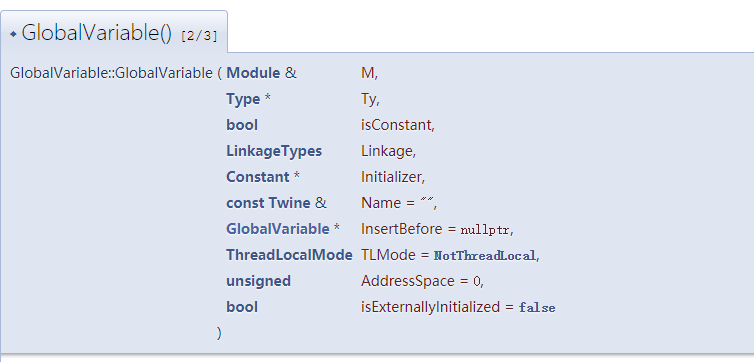 ◆ GlobalVariable() [2/3]
GlobalVariable::GlobalVariable ( Module & M,
Type * Ty,
bool isConstant,
LinkageTypes Linkage,
Constant * Initializer,
const Twine & Name = "",
GlobalVariable * InsertBefore = nullptr,
ThreadLocalMode TLMode = NotThreadLocal,
unsigned AddressSpace = 0,
bool isExternallyInitialized = false
)